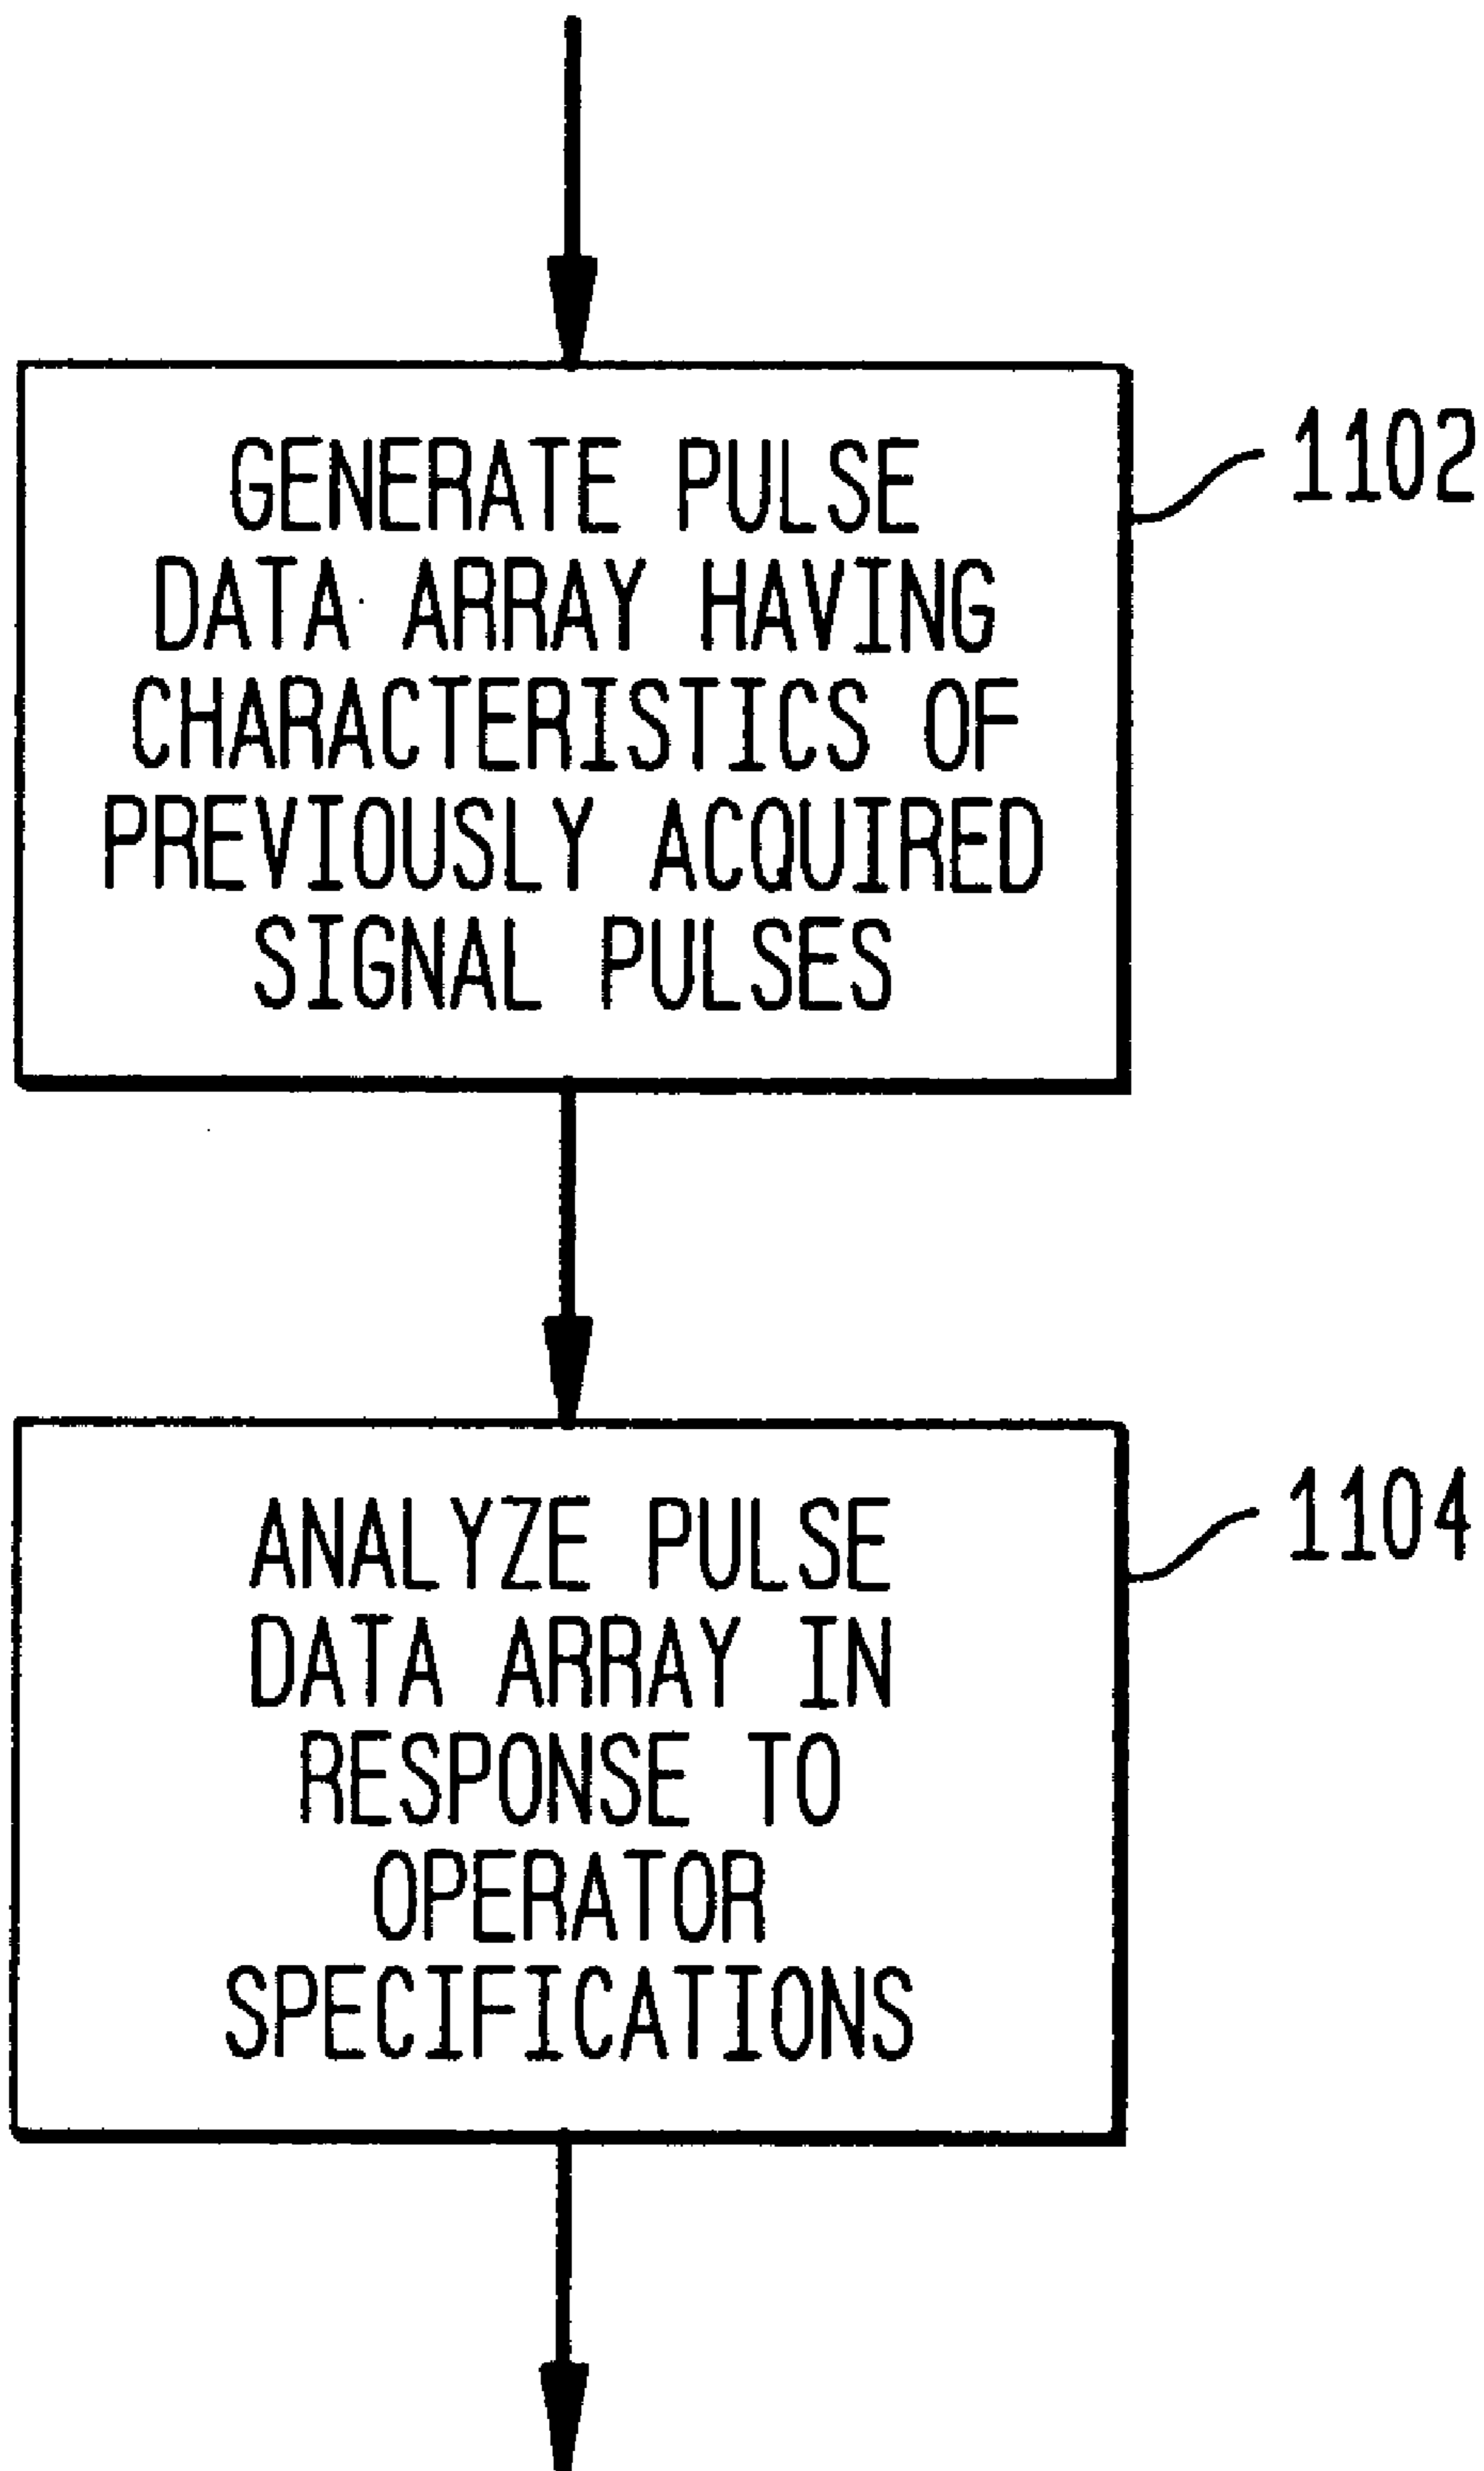 GENERATE PULSE
DATA ARRAY HAVING
CHARACTERISTICS OF
PREVIOUSLY ACQUIRED
SIGNAL PULSES
1102
ANALYZE PULSE
DATA ARRAY IN
RESPONSE TO
OPERATOR
SPECIFICATIONS
1104